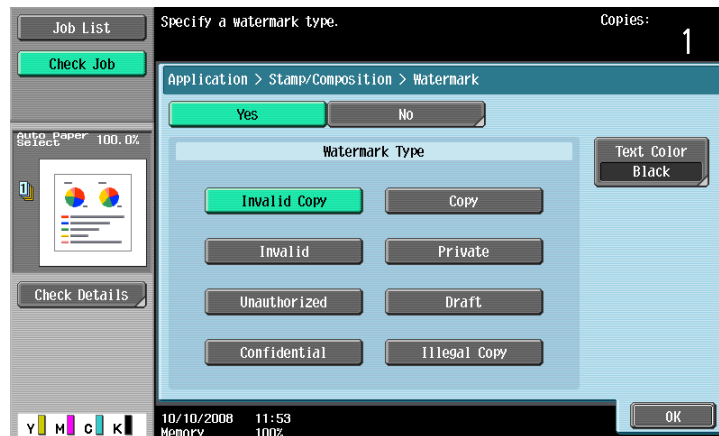 Job List
Check Job
Specify a watermark type.
Copies:
1
Application > Stamp/Composition > Watermark
Yes
No
Auto Paper
Select
100.0%
Watermark Type
Text Color
Black
Invalid Copy
Copy
Invalid
Private
Check Details
Unauthorized
Draft
Confidential
Illegal Copy
Y M C K
10/10/2008 11:53
Memory 100%
OK